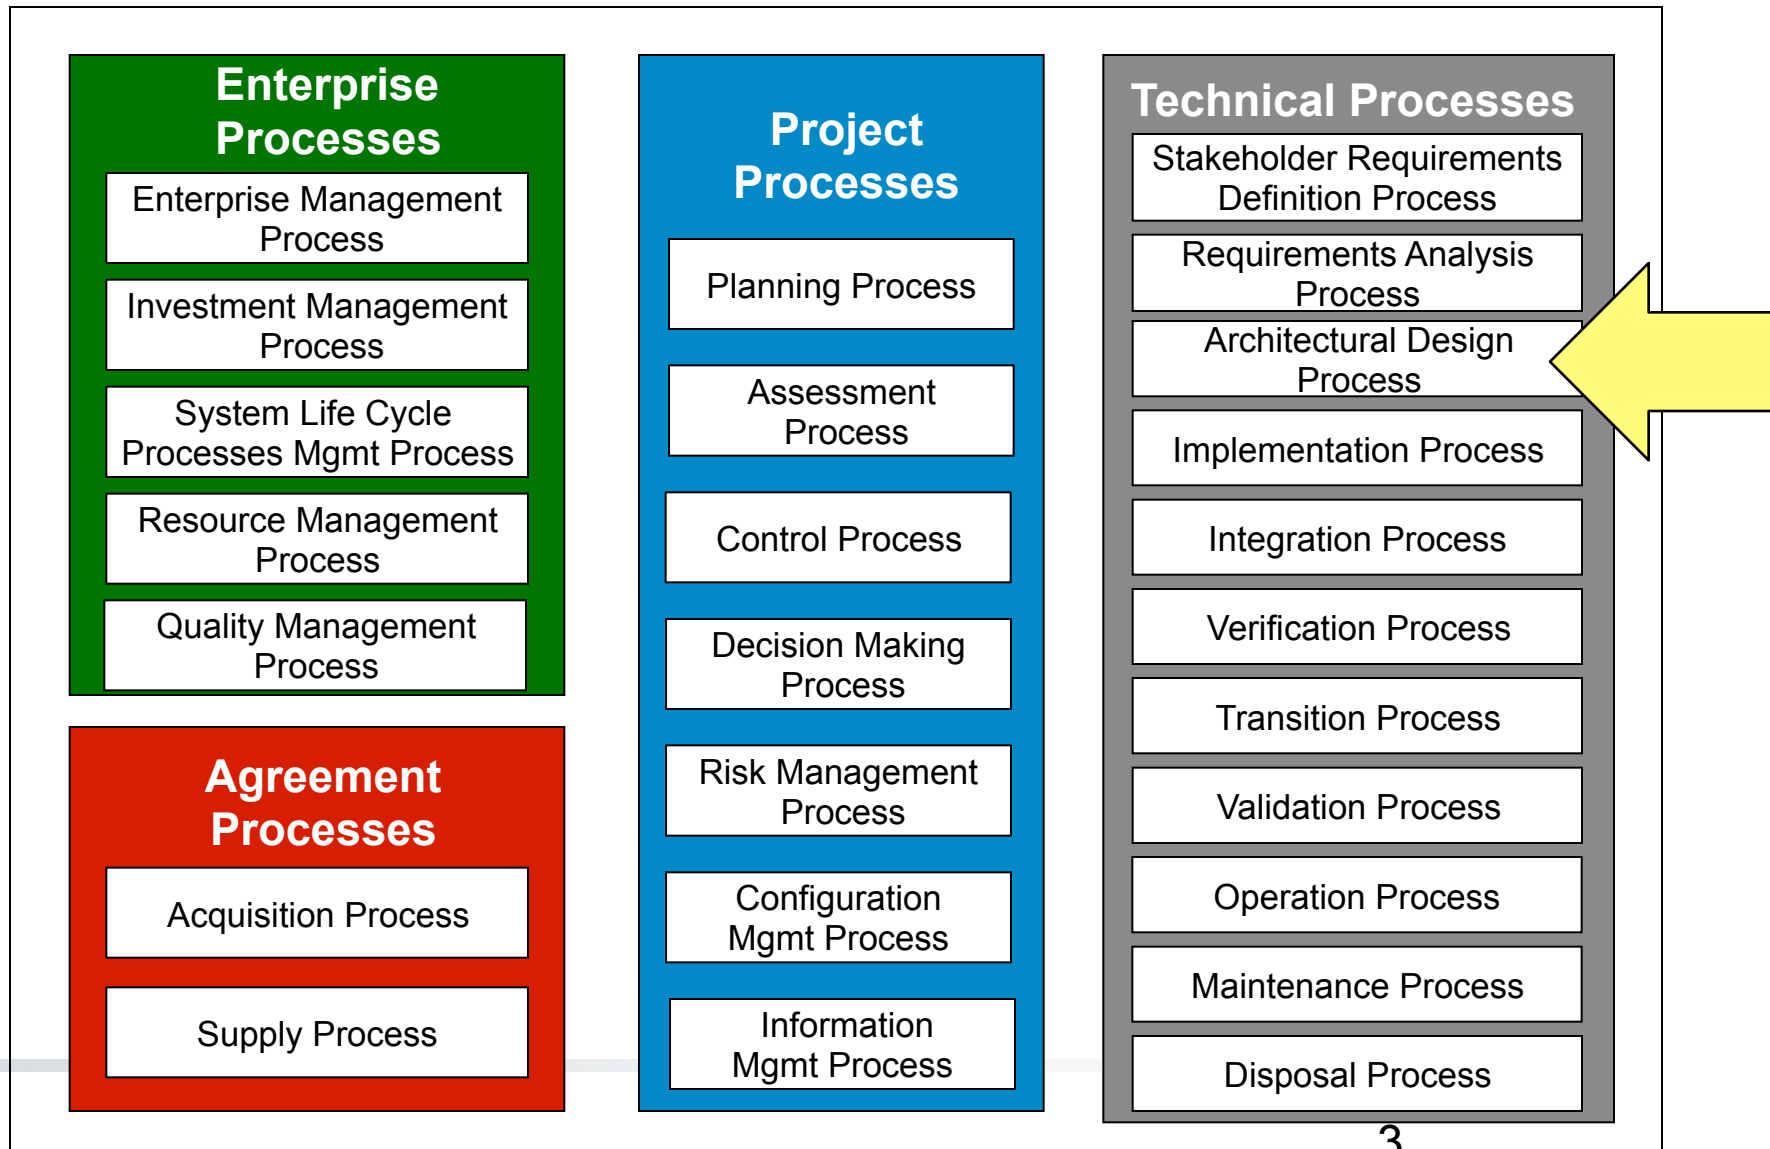 Enterprise
Processes
Enterprise Management
Process
Investment Management
Process
System Life Cycle
Processes Mgmt Process
Resource Management
Process
Quality Management
Process
Agreement
Processes
Acquisition Process
Supply Process
Project
Processes
Planning Process
Assessment
Process
Control Process
Decision Making
Process
Risk Management
Process
Configuration
Mgmt Process
Information
Mgmt Process
Technical Processes
Stakeholder Requirements
Definition Process
Requirements Analysis
Process
Architectural Design
Process
Implementation Process
Integration Process
Verification Process
Transition Process
Validation Process
Operation Process
Maintenance Process
Disposal Process
3